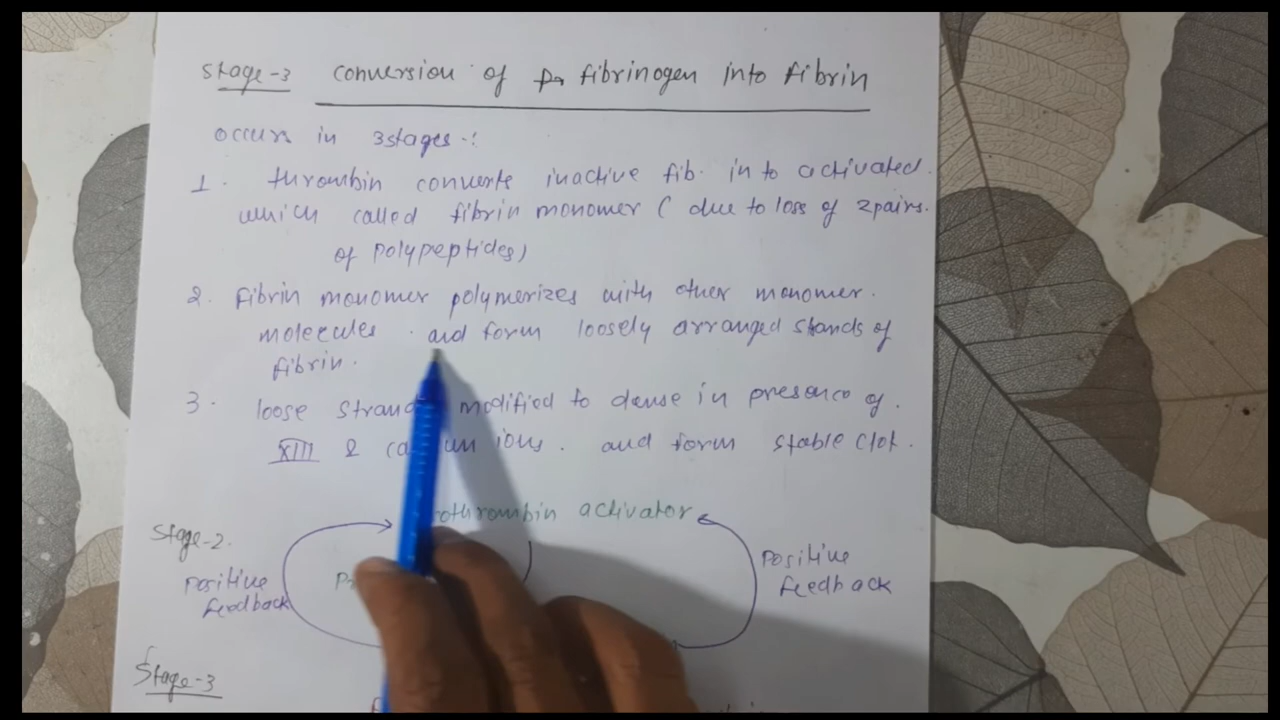 Stage-3 Conversion of fibrinogen into fibrin
occurs in 3stages -:
1. thrombin converts inactive fib. in to activated.
which called fibrin monomer ( due to loss of 2pairs.
of polypeptides)
2. fibrin monomer polymerizes with other monomer.
molecules. and form loosely arranged stands of
fibrin.
3. loose strand modified to dense in presence of.
XIII & ions. and form stable clot.
Stage-2.
activator
Positive
feedback
Positive
feedback
Stage-3